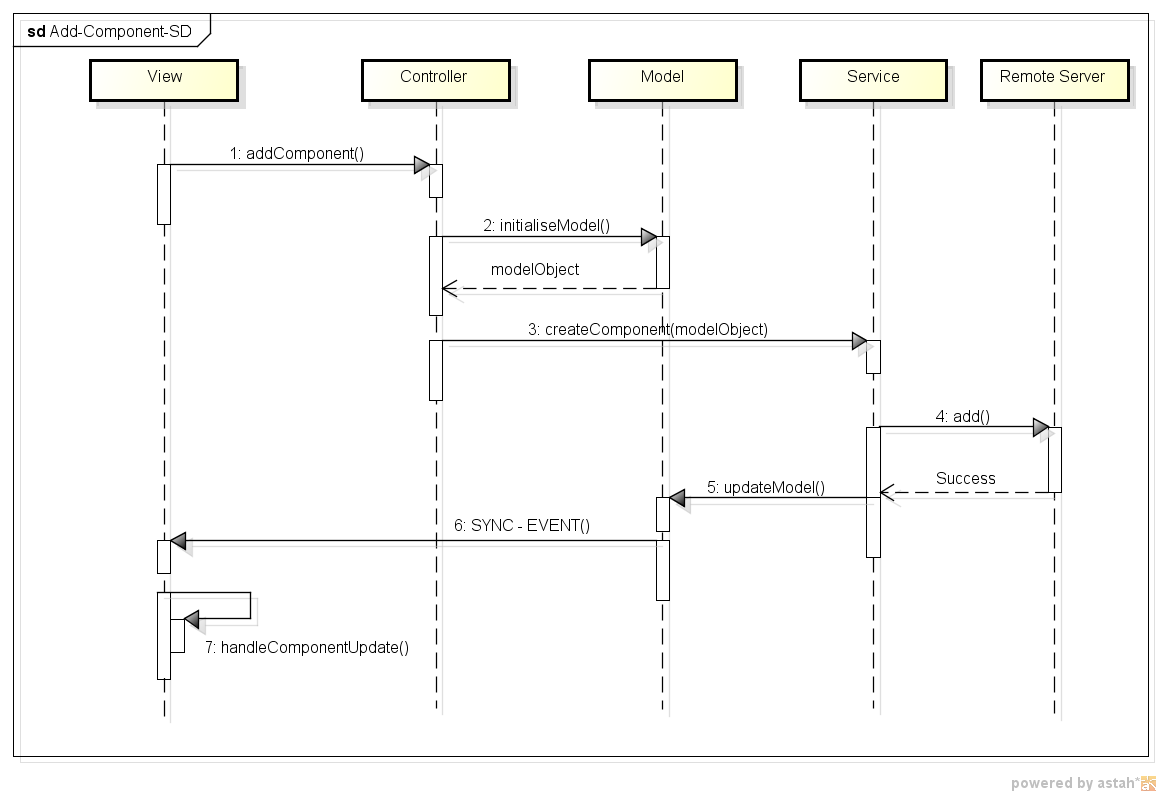 sd Add-Component-SD
View
Controller
Model
Service
Remote Server
1: addComponent()
2: initialiseModel()
modelObject
3: createComponent(modelObject)
4: add()
Success
5: updateModel()
6: SYNC - EVENT()
7: handleComponentUpdate()
powered by astah*